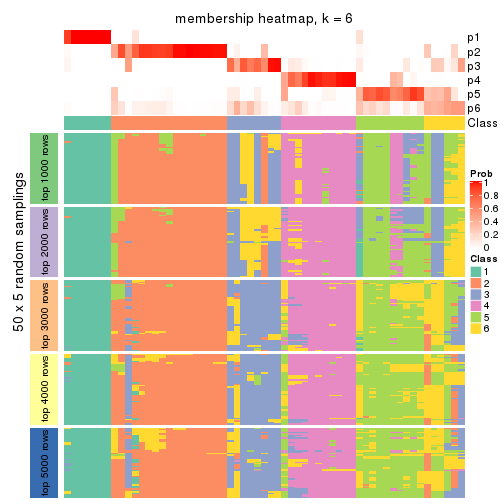 membership heatmap, k = 6
p1
p2
p3
p4
p5
p6
Class
50 x 5 random samplings
top 1000 rows
top 2000 rows
top 3000 rows
top 4000 rows
top 5000 rows
Prob
1
0.8
0.6
0.4
0.2
0
Class
1
2
3
4
5
6